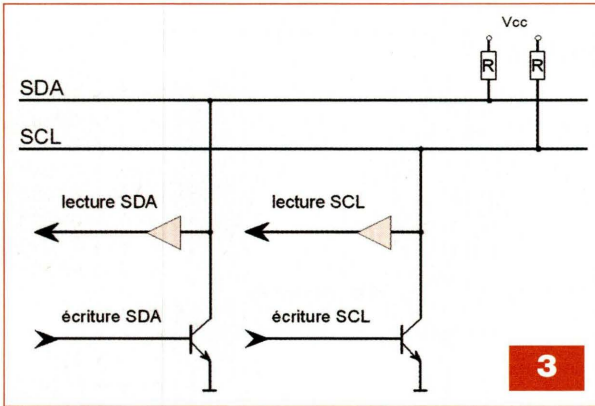 Vcc
R R
SDA
SCL
lecture SDA
lecture SCL
écriture SDA
écriture SCL
3